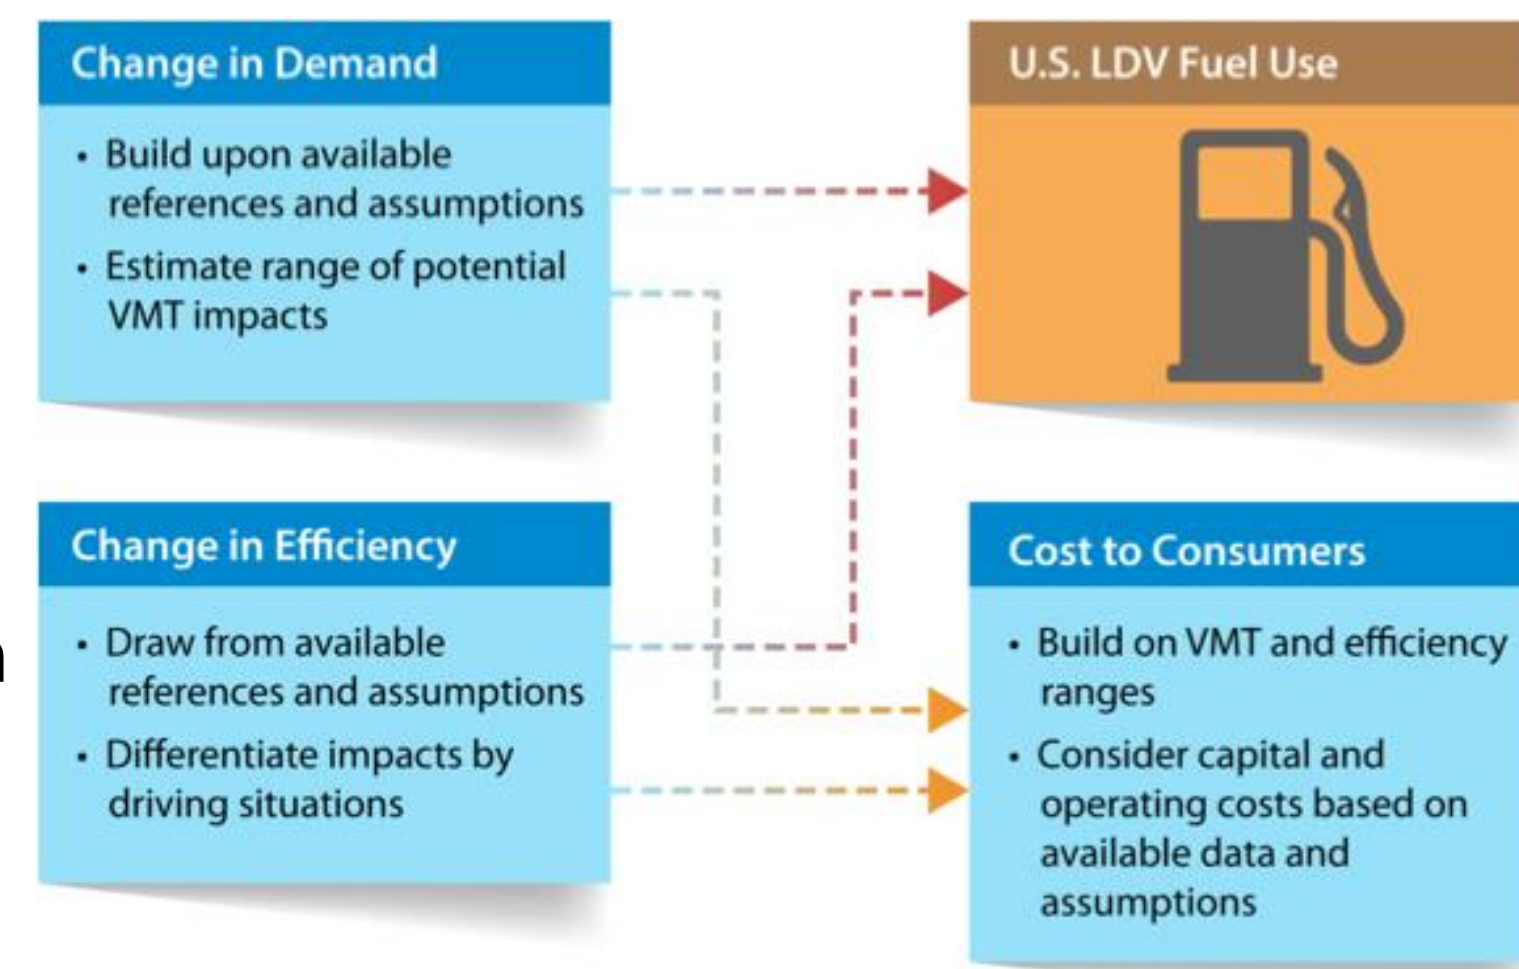 Change in Demand
• Build upon available
references and assumptions
• Estimate range of potential
VMT impacts
U.S. LDV Fuel Use
n
Change in Efficiency
• Draw from available
references and assumptions
• Differentiate impacts by
driving situations
Cost to Consumers
• Build on VMT and efficiency
ranges
• Consider capital and
operating costs based on
available data and
assumptions